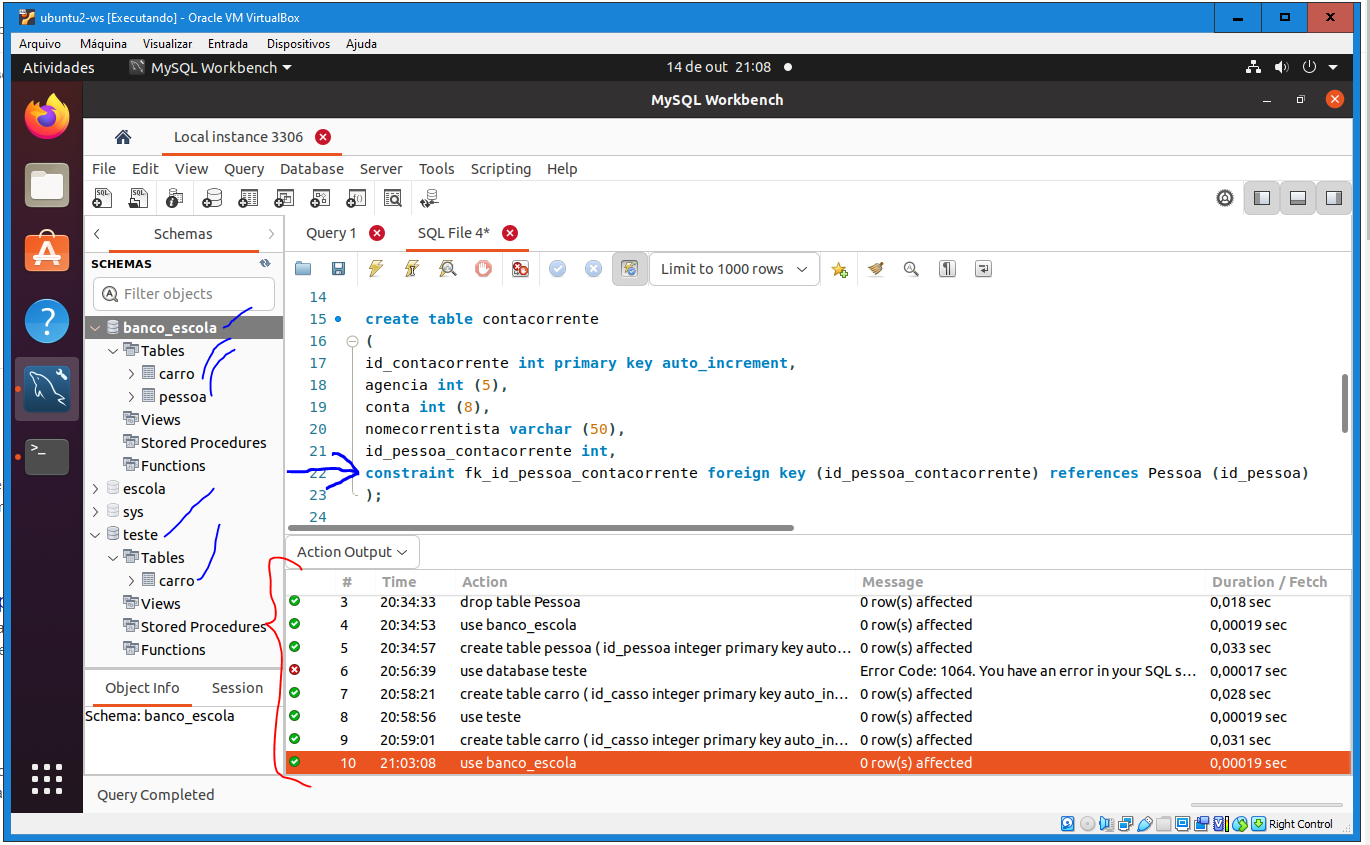 ubuntu2-ws [Executando] - Oracle VM VirtualBox
Arquivo Máquina Visualizar Entrada Dispositivos Ajuda
Atividades MySQL Workbench 14 de out 21:08
MySQL Workbench
Local instance 3306
File Edit View Query Database Server Tools Scripting Help
Schemas
SCHEMAS
Filter objects
banco_escola
Tables
carro
pessoa
Views
Stored Procedures
Functions
escola
sys
teste
Tables
carro
Views
Stored Procedures
Functions
Object Info Session
Schema: banco_escola
Query 1 SQL File 4*
Limit to 1000 rows
14
15 create table contacorrente
16 (
17 id_contacorrente int primary key auto_increment,
18 agencia int (5),
19 conta int (8),
20 nomecorrentista varchar (50),
21 id_pessoa_contacorrente int,
22 constraint fk_id_pessoa_contacorrente foreign key (id_pessoa_contacorrente) references Pessoa (id_pessoa)
23 );
24
Action Output
# Time Action Message Duration / Fetch
3 20:34:33 drop table Pessoa 0 row(s) affected 0,018 sec
4 20:34:53 use banco_escola 0 row(s) affected 0,00019 sec
5 20:34:57 create table pessoa ( id_pessoa integer primary key auto... 0 row(s) affected 0,033 sec
6 20:56:39 use database teste Error Code: 1064. You have an error in your SQL s... 0,00017 sec
7 20:58:21 create table carro ( id_casso integer primary key auto_in... 0 row(s) affected 0,028 sec
8 20:58:56 use teste 0 row(s) affected 0,00019 sec
9 20:59:01 create table carro ( id_casso integer primary key auto_in... 0 row(s) affected 0,031 sec
10 21:03:08 use banco_escola 0 row(s) affected 0,00019 sec
Query Completed
Right Control